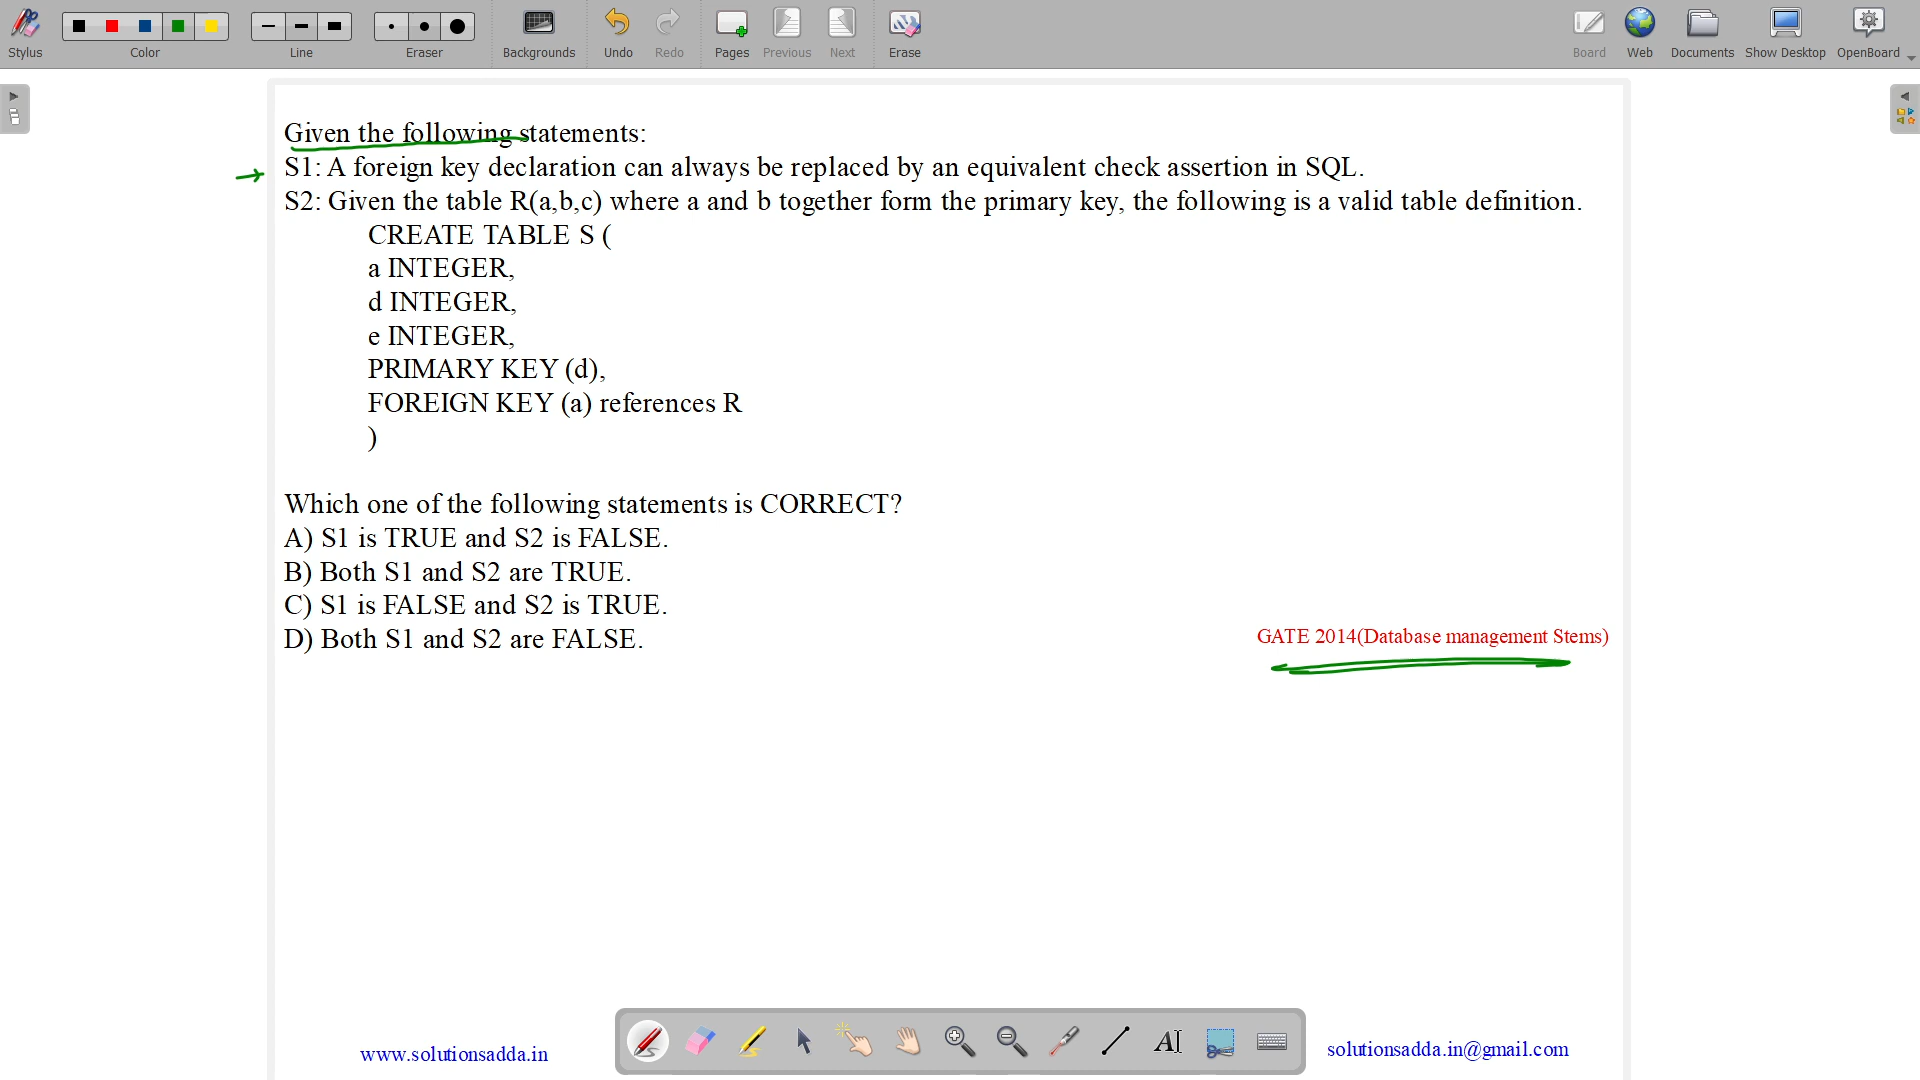 Stylus
Color
Line
Eraser
Backgrounds
Undo
Redo
Pages
Previous
Next
Erase
Board
Web
Documents
Show Desktop
OpenBoard
Given the following statements:
S1: A foreign key declaration can always be replaced by an equivalent check assertion in SQL.
S2: Given the table R(a,b,c) where a and b together form the primary key, the following is a valid table definition.
CREATE TABLE S (
a INTEGER,
d INTEGER,
e INTEGER,
PRIMARY KEY (d),
FOREIGN KEY (a) references R
)
Which one of the following statements is CORRECT?
A) S1 is TRUE and S2 is FALSE.
B) Both S1 and S2 are TRUE.
C) S1 is FALSE and S2 is TRUE.
D) Both S1 and S2 are FALSE.
GATE 2014(Database management Stems)
www.solutionsadda.in
AI
solutionsadda.in@gmail.com